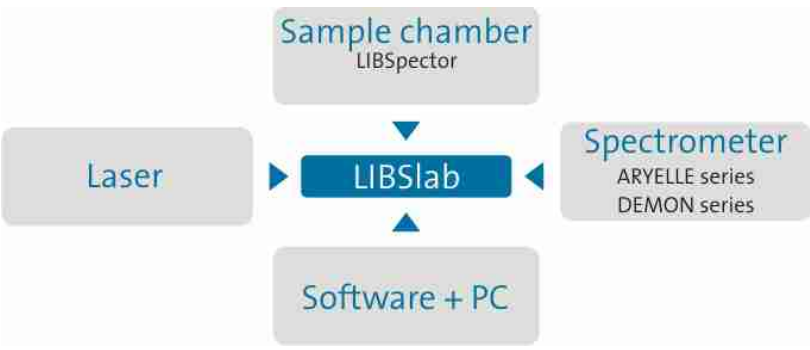 Sample chamber
LIBSpector
Laser
LIBSlab
Spectrometer
ARYELLE series
DEMON series
Software + PC